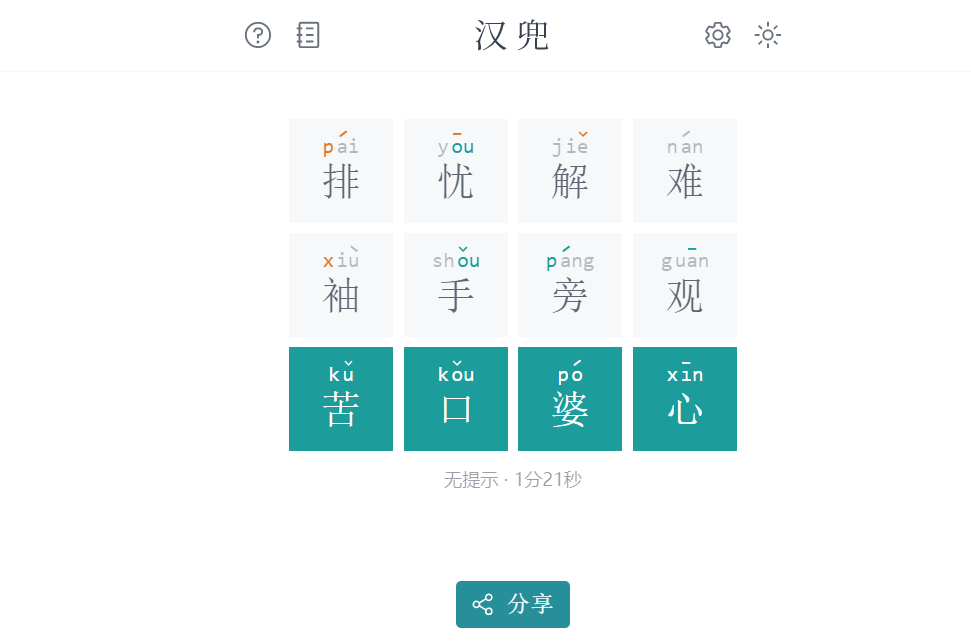 汉兜
pái yōu jiě nán
排 忧 解 难
xiù shǒu páng guān
袖 手 旁 观
kǔ kǒu pó xīn
苦 口 婆 心
无提示 · 1分21秒
分享